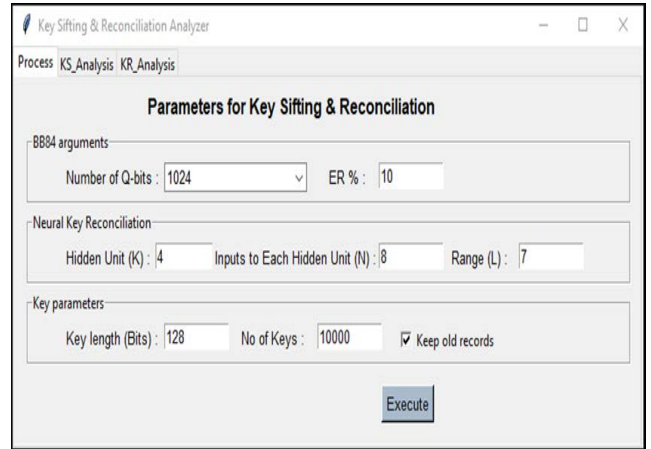 Key Sifting & Reconciliation Analyzer
Process KS_Analysis KR_Analysis
Parameters for Key Sifting & Reconciliation
BB84 arguments
Number of Q-bits : 1024 ER % : 10
Neural Key Reconciliation
Hidden Unit (K) : 4 Inputs to Each Hidden Unit (N) : 8 Range (L) : 7
Key parameters
Key length (Bits) : 128 No of Keys : 10000 Keep old records
Execute